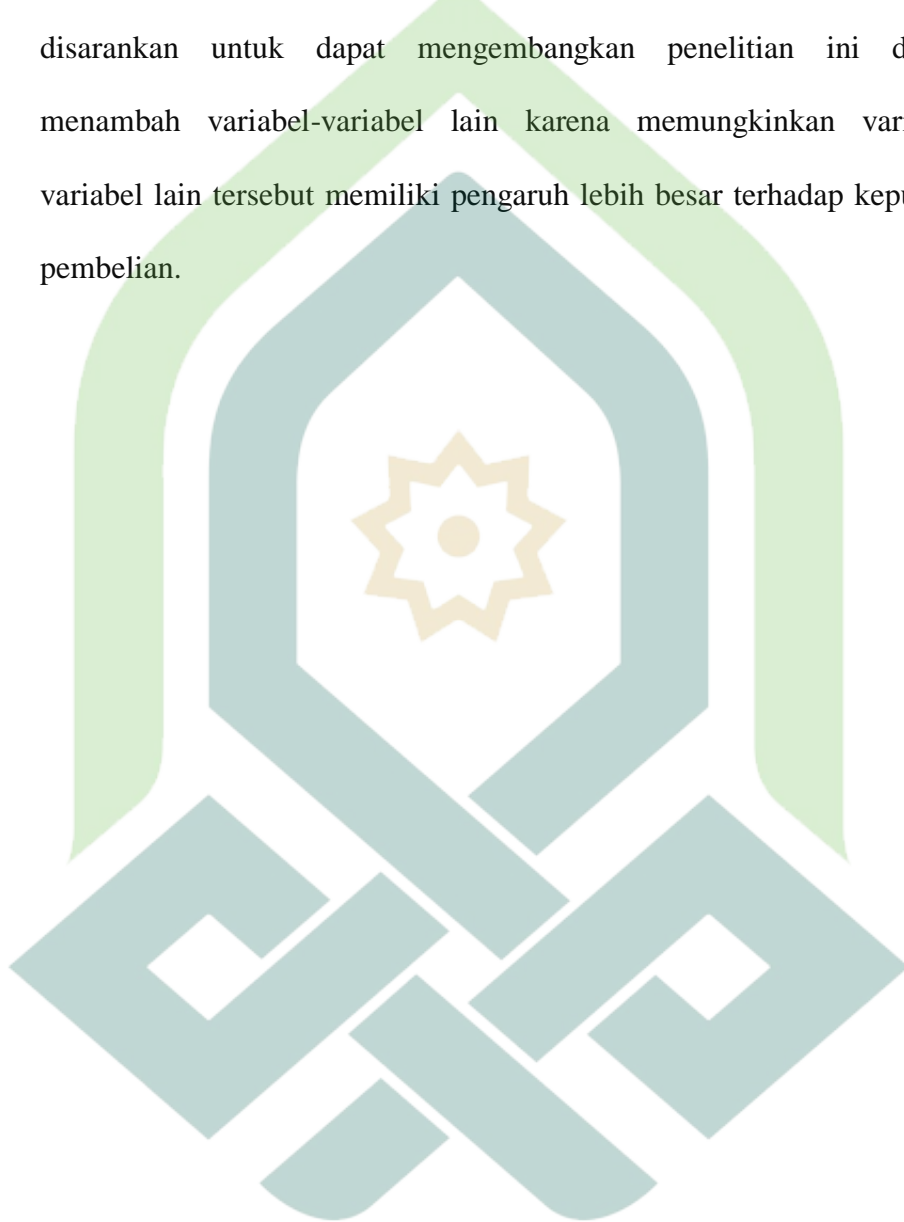 disarankan untuk dapat mengembangkan penelitian ini
menambah variabel-variabel lain karena memungkinkan
variabel lain tersebut memiliki pengaruh lebih besar terhadap
pembelian.